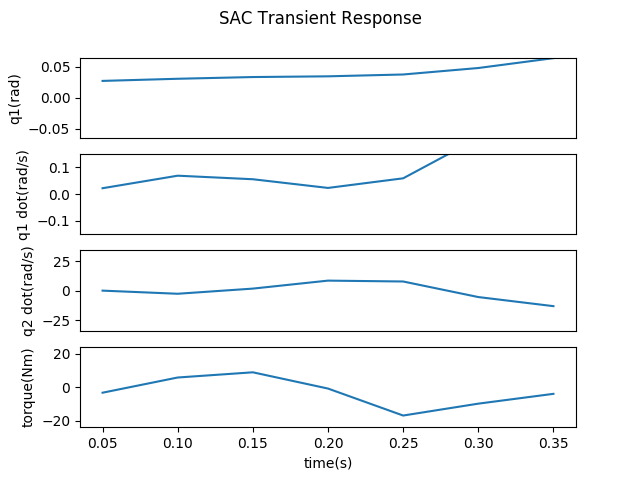 SAC Transient Response
q1(rad)
0.05
0.00
−0.05
q1 dot(rad/s)
0.1
0.0
−0.1
q2 dot(rad/s)
25
0
−25
torque(Nm)
20
0
−20
0.05 0.10 0.15 0.20 0.25 0.30 0.35
time(s)